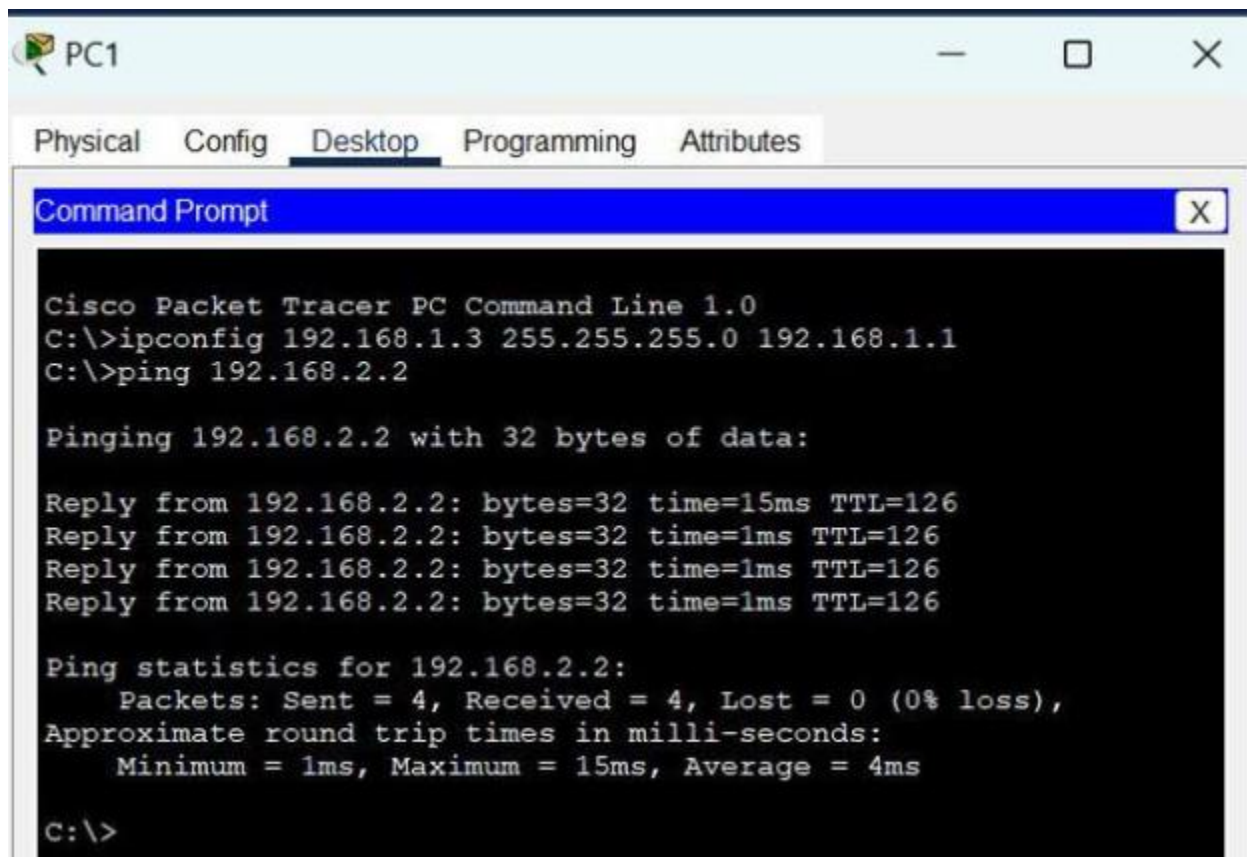 PC1
Physical Config Desktop Programming Attributes
Command Prompt X
Cisco Packet Tracer PC Command Line 1.0
C:\>ipconfig 192.168.1.3 255.255.255.0 192.168.1.1
C:\>ping 192.168.2.2
Pinging 192.168.2.2 with 32 bytes of data:
Reply from 192.168.2.2: bytes=32 time=15ms TTL=126
Reply from 192.168.2.2: bytes=32 time=1ms TTL=126
Reply from 192.168.2.2: bytes=32 time=1ms TTL=126
Reply from 192.168.2.2: bytes=32 time=1ms TTL=126
Ping statistics for 192.168.2.2:
Packets: Sent = 4, Received = 4, Lost = 0 (0% loss),
Approximate round trip times in milli-seconds:
Minimum = 1ms, Maximum = 15ms, Average = 4ms
C:\>